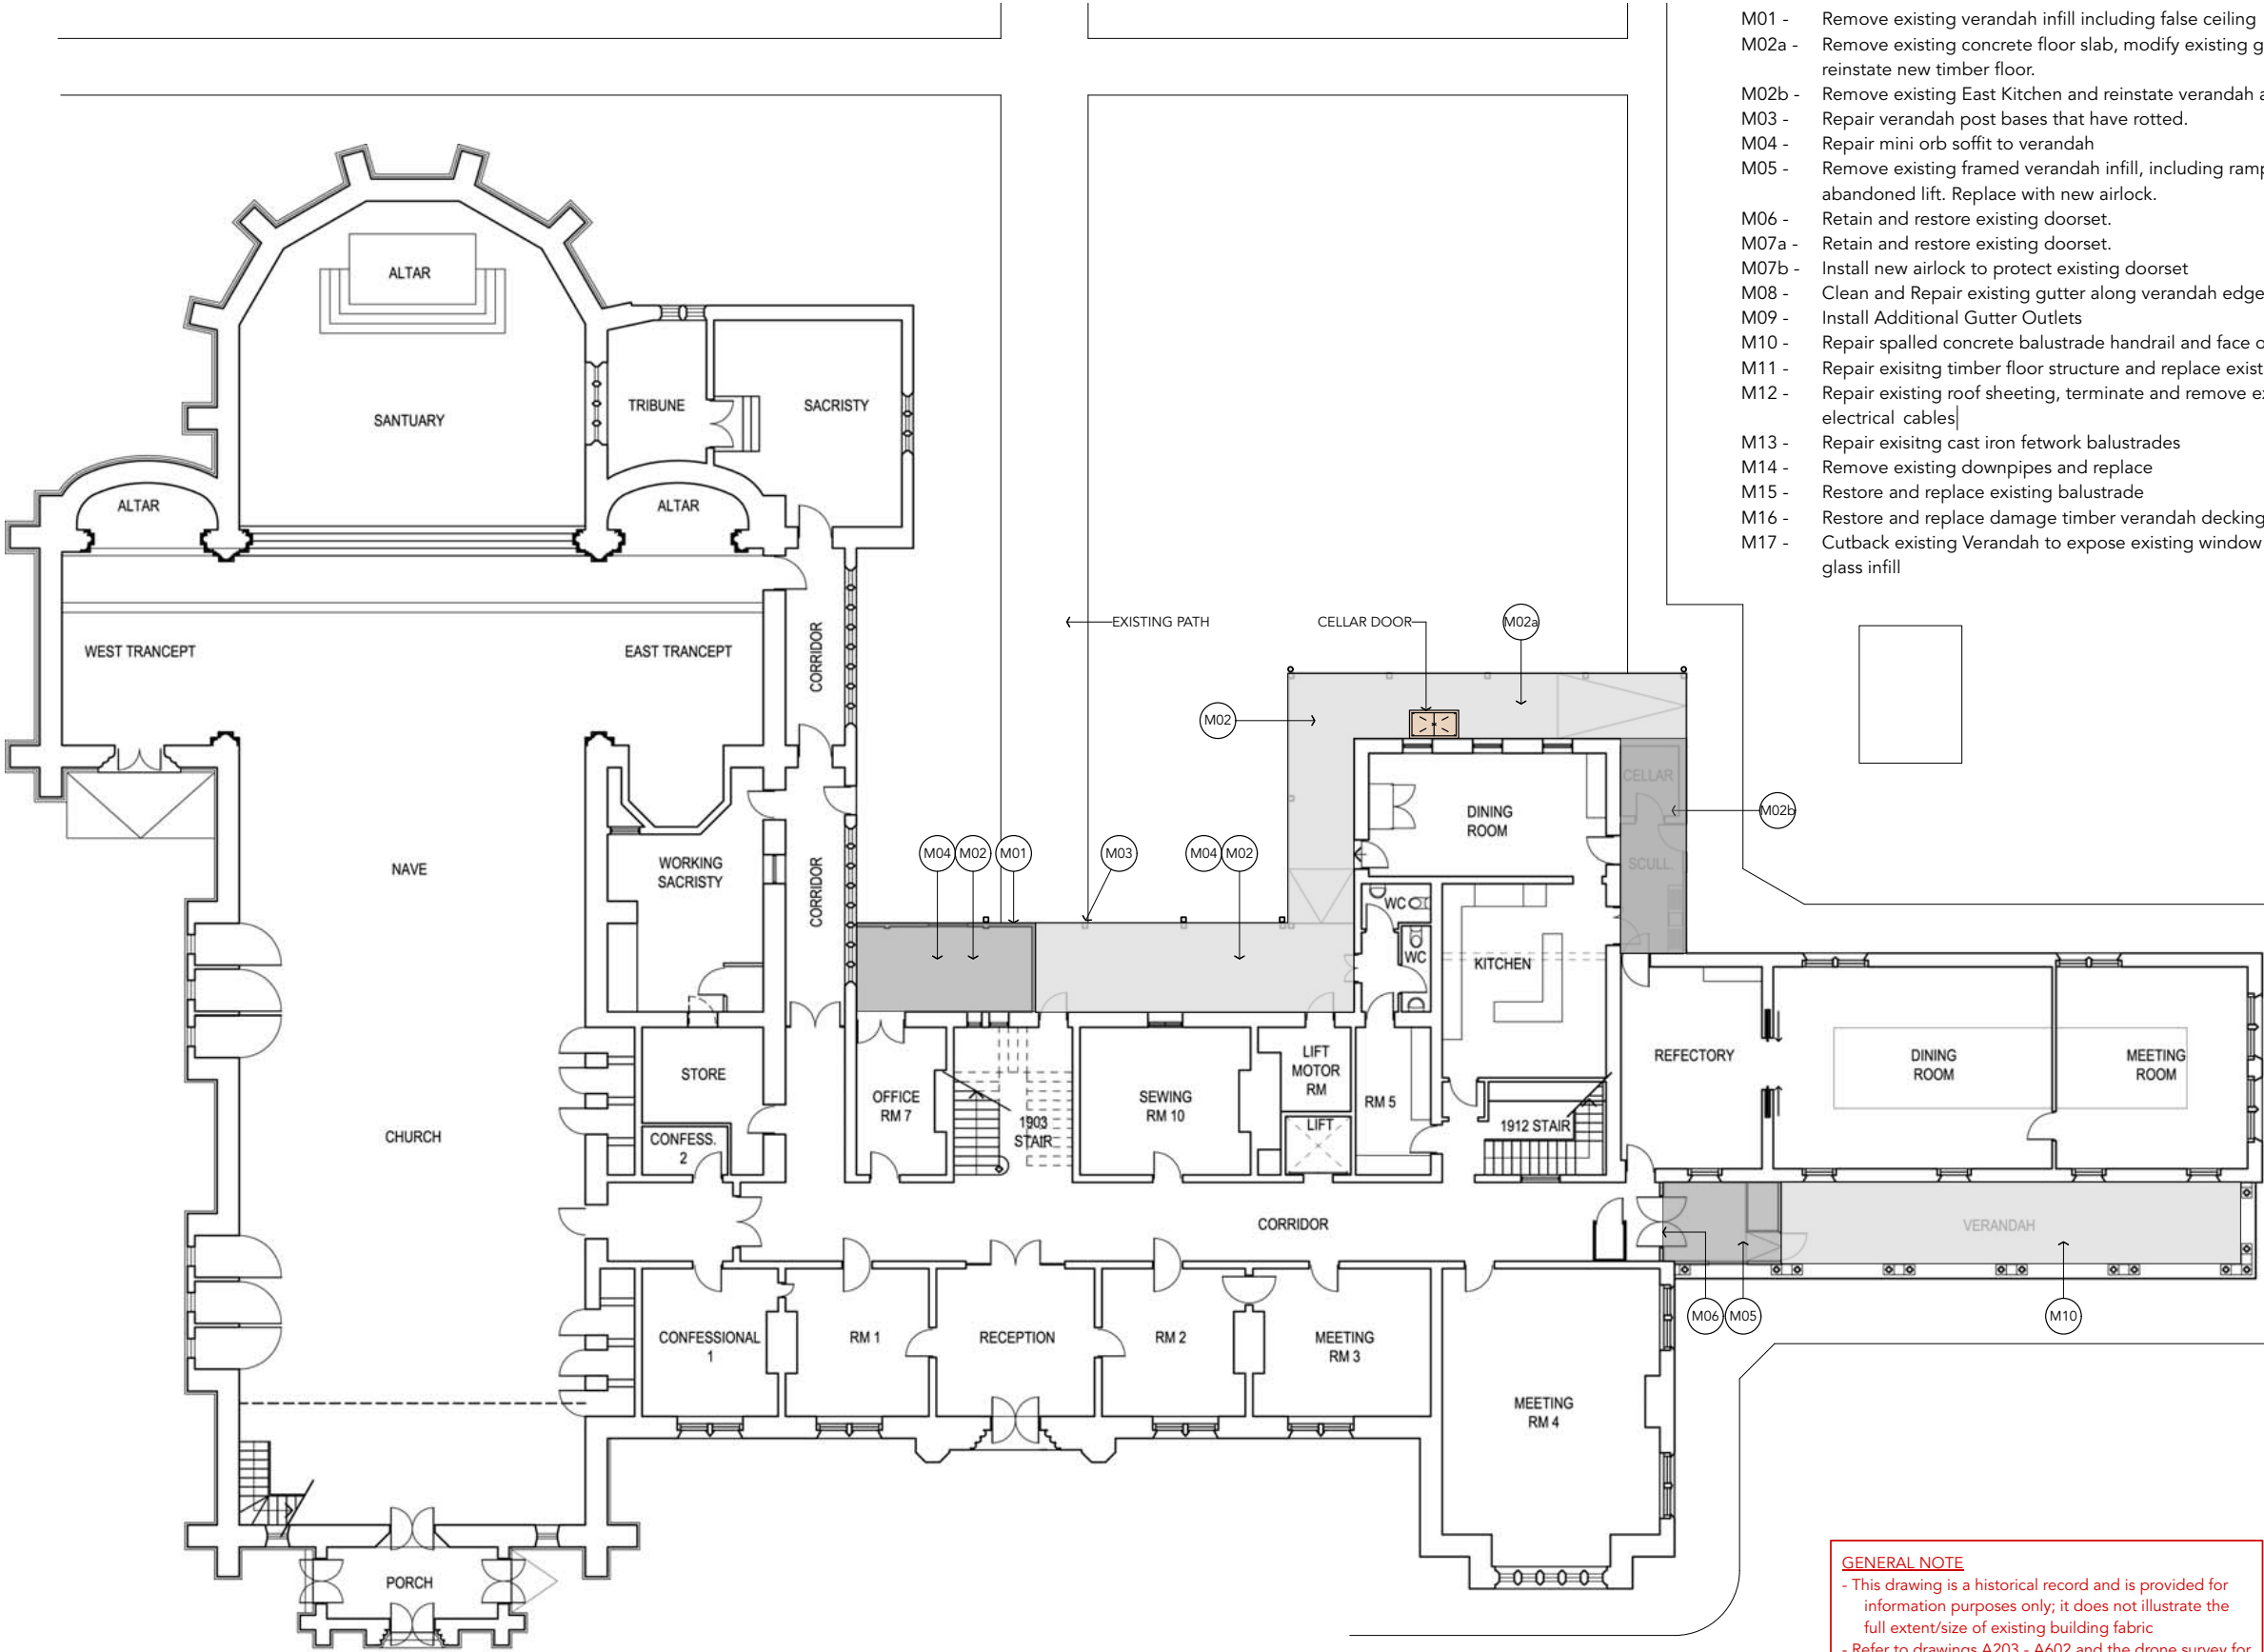 M01 - Remove existing verandah infill including false ceiling
M02a - Remove existing concrete floor slab, modify existing g
reinstate new timber floor.
M02b - Remove existing East Kitchen and reinstate verandah a
M03 - Repair verandah post bases that have rotted.
M04 - Repair mini orb soffit to verandah
M05 - Remove existing framed verandah infill, including ramp
abandoned lift. Replace with new airlock.
M06 - Retain and restore existing doorset.
M07a - Retain and restore existing doorset.
M07b - Install new airlock to protect existing doorset
M08 - Clean and Repair existing gutter along verandah edge
M09 - Install Additional Gutter Outlets
M10 - Repair spalled concrete balustrade handrail and face o
M11 - Repair exisitng timber floor structure and replace exist
M12 - Repair existing roof sheeting, terminate and remove ex
electrical cables
M13 - Repair exisitng cast iron fetwork balustrades
M14 - Remove existing downpipes and replace
M15 - Restore and replace existing balustrade
M16 - Restore and replace damage timber verandah decking
M17 - Cutback existing Verandah to expose existing window
glass infill
ALTAR
SANTUARY
TRIBUNE
SACRISTY
ALTAR
ALTAR
WEST TRANCEPT
EAST TRANCEPT
CORRIDOR
EXISTING PATH
CELLAR DOOR
M02a
M02
CELLAR
M02b
DINING
ROOM
SCULL.
NAVE
WORKING
SACRISTY
CORRIDOR
M04
M02
M01
M03
M04
M02
WC
WC
KITCHEN
STORE
OFFICE
RM 7
1903
STAIR
SEWING
RM 10
LIFT
MOTOR
RM
LIFT
RM 5
1912 STAIR
REFECTORY
DINING
ROOM
MEETING
ROOM
CHURCH
CONFESS.
2
CORRIDOR
VERANDAH
M06
M05
M10
CONFESSIONAL
1
RM 1
RECEPTION
RM 2
MEETING
RM 3
MEETING
RM 4
PORCH
GENERAL NOTE
- This drawing is a historical record and is provided for
information purposes only; it does not illustrate the
full extent/size of existing building fabric
- Refer to drawings A203 - A602 and the drone survey for